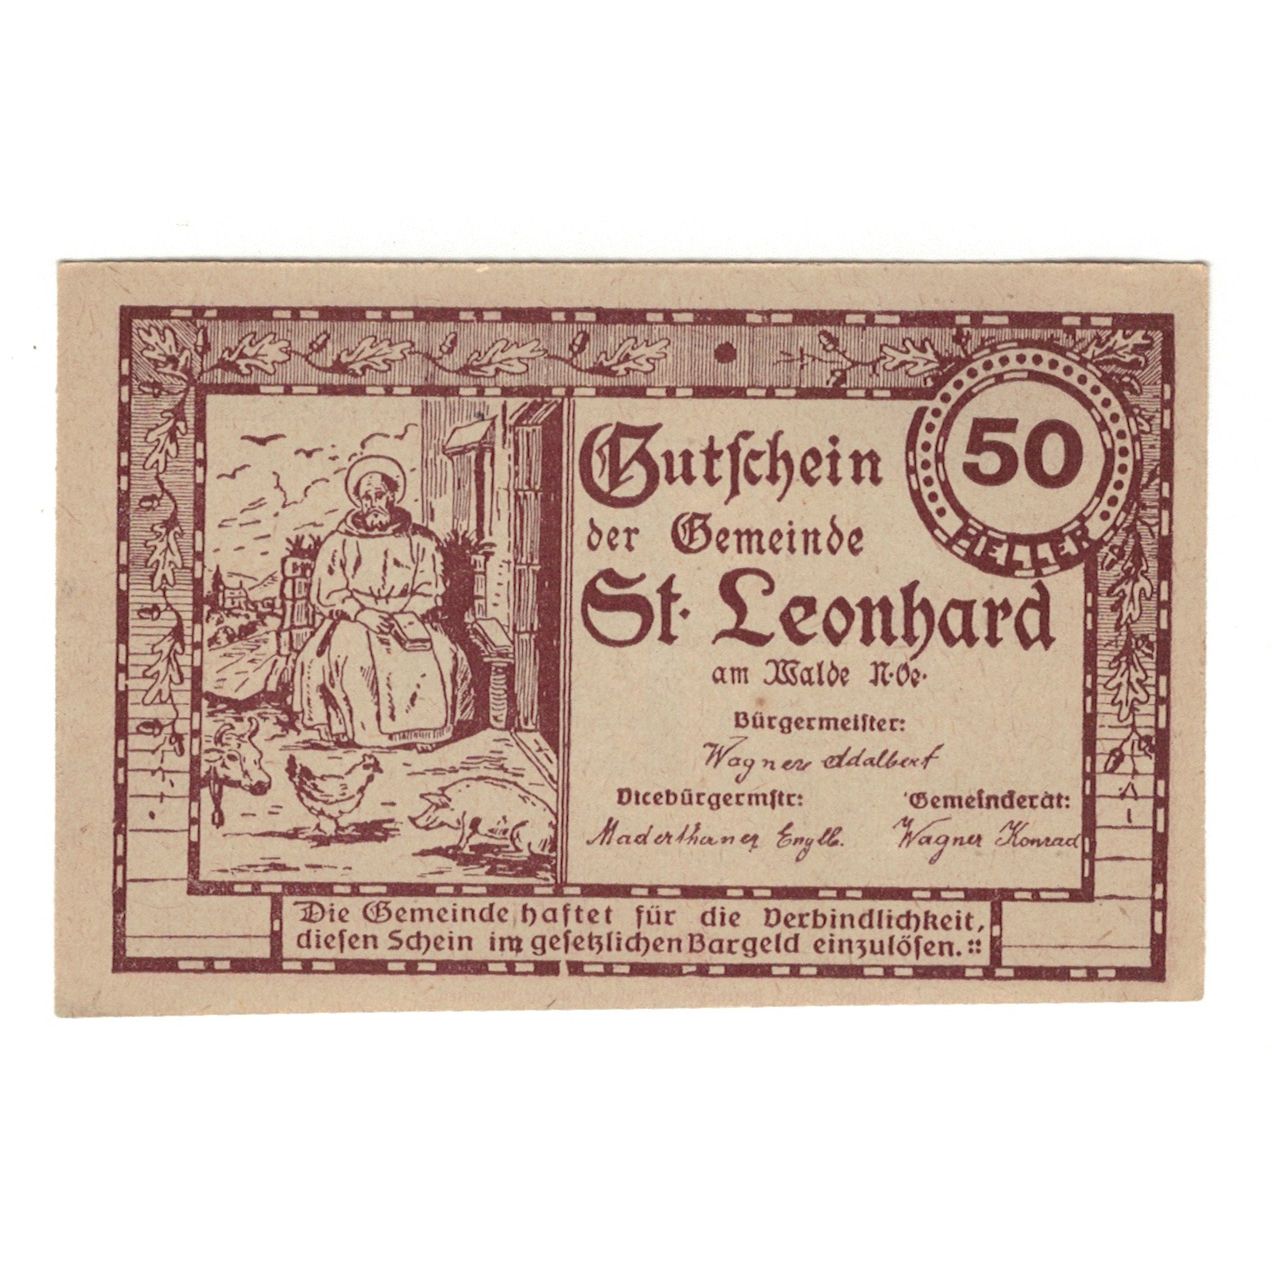 Gutschein
50
HELLER
der Gemeinde
St. Leonhard
am Walde N.Oe.
Bürgermeister:
Wagner Adalbert
Vicebürgermstr:
Gemeinderat:
Maderthaner Englb.
Wagner Konrad
Die Gemeinde haftet für die Verbindlichkeit,
diesen Schein im gesetzlichen Bargeld einzulösen.::